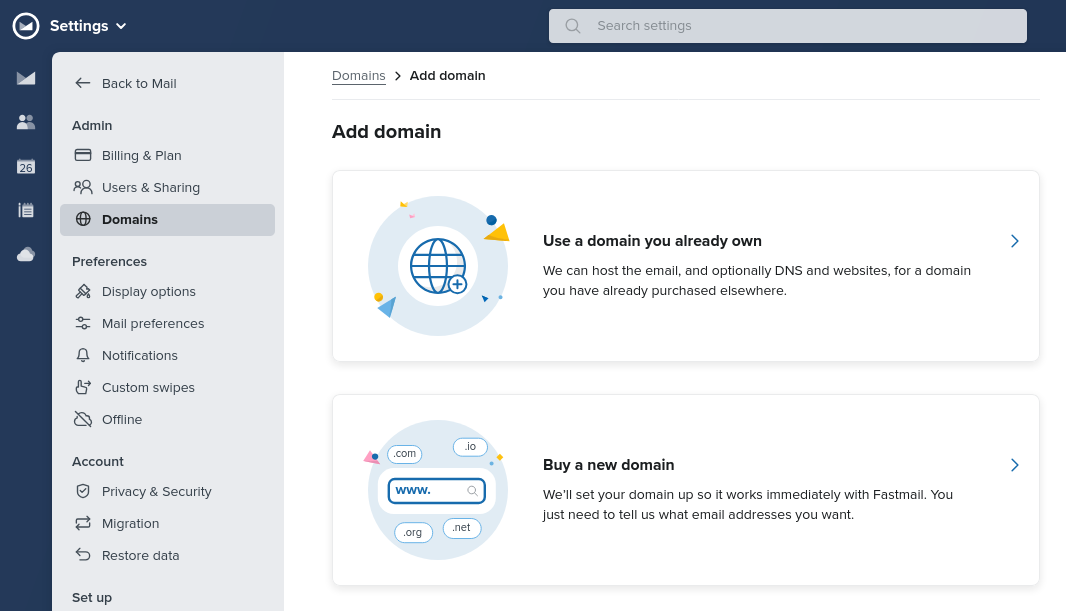 Settings
Search settings
Back to Mail
Admin
Billing & Plan
Users & Sharing
Domains
Preferences
Display options
Mail preferences
Notifications
Custom swipes
Offline
Account
Privacy & Security
Migration
Restore data
Set up
26
Domains > Add domain
Add domain
Use a domain you already own
We can host the email, and optionally DNS and websites, for a domain
you have already purchased elsewhere.
.com
.io
www.
.org
.net
Buy a new domain
We'll set your domain up so it works immediately with Fastmail. You
just need to tell us what email addresses you want.